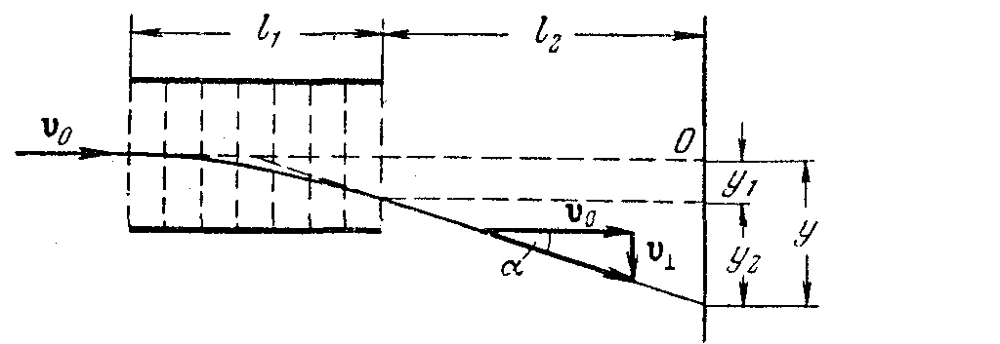 l₁ l₂
v₀ O
y₁
v₀ y
α v⊥ y₂